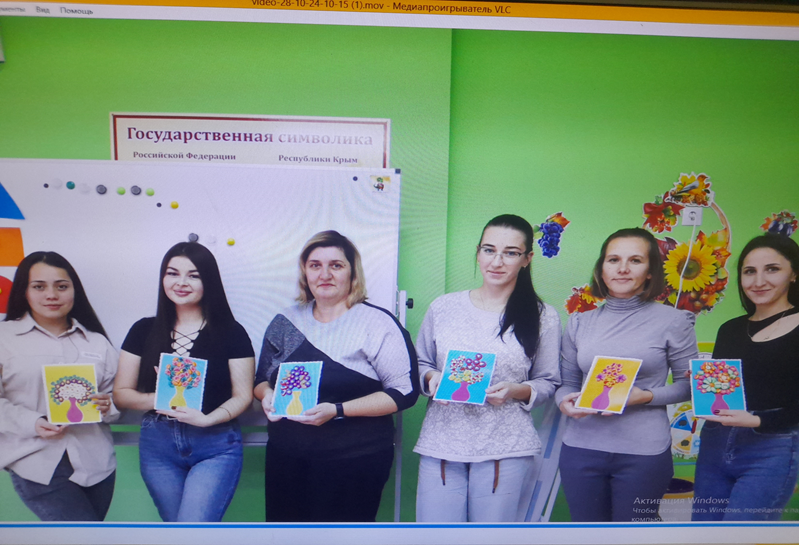 video-28-10-24-10-15 (1).mov - Медиапроигрыватель VLC
Вид Помощь
Государственная символика
Российской Федерации Республики Крым
Активация Windows
Чтобы активировать Windows, перейдите к